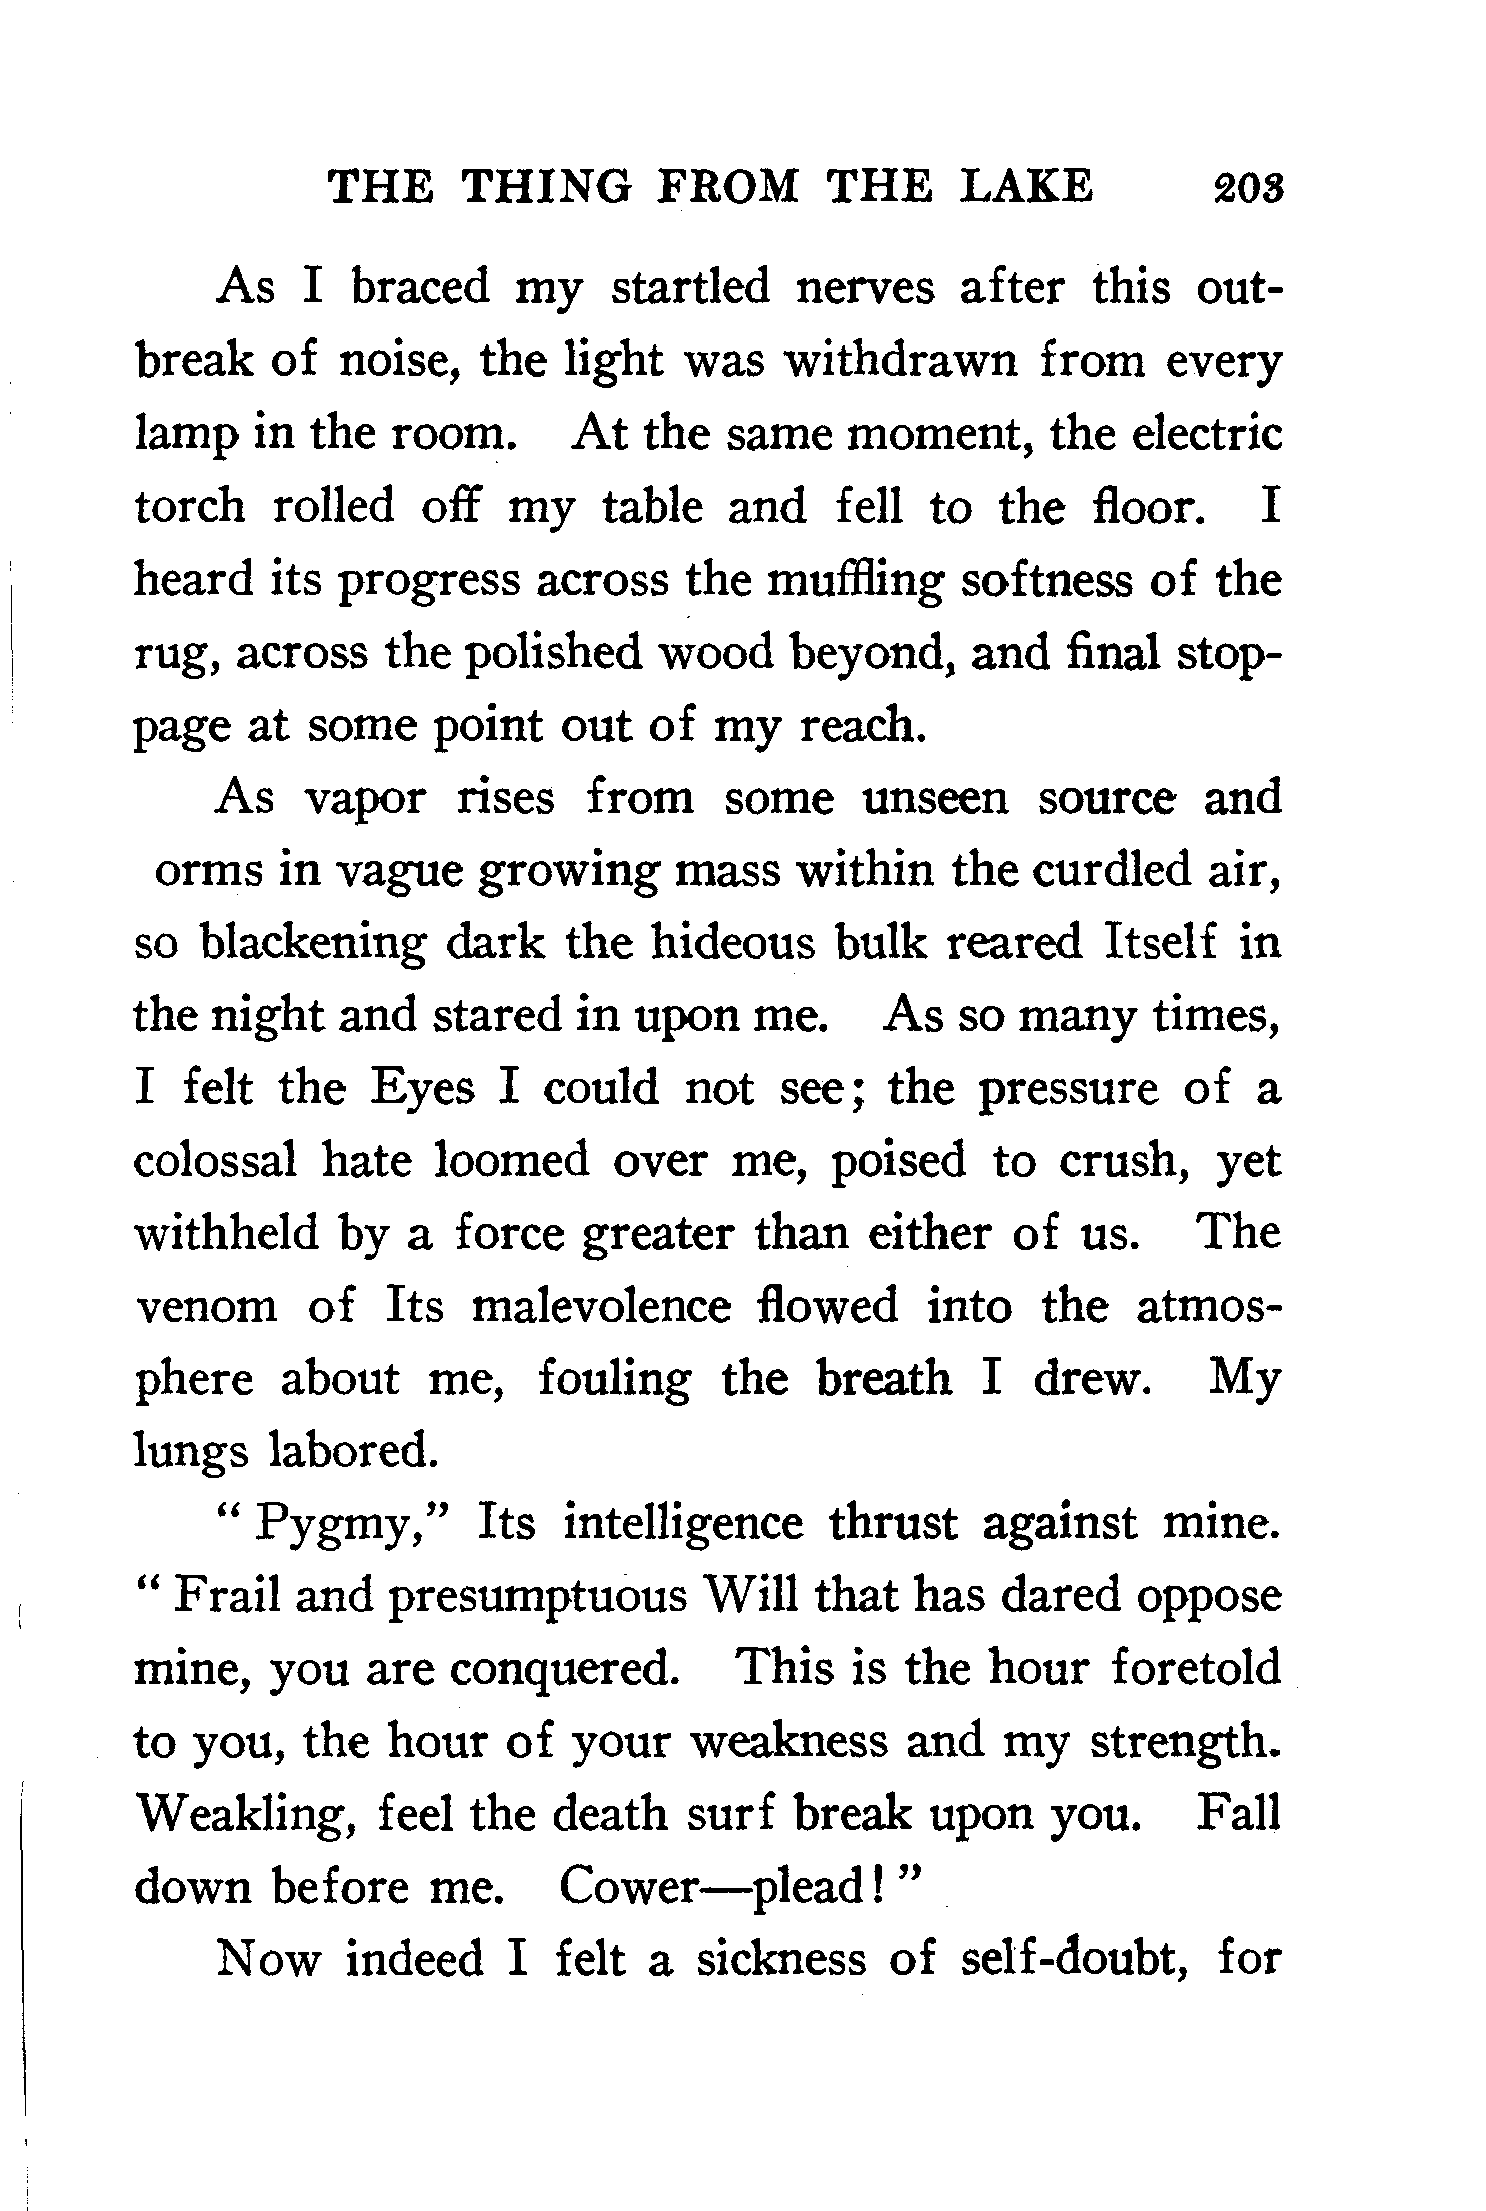 THE THING FROM THE LAKE 203
As I braced my startled nerves after this out-
break of noise, the light was withdrawn from every
lamp in the room. At the same moment, the electric
torch rolled off my table and fell to the floor. I
heard its progress across the muffling softness of the
rug, across the polished wood beyond, and final stop-
page at some point out of my reach.
As vapor rises from some unseen source and
orms in vague growing mass within the curdled air,
so blackening dark the hideous bulk reared Itself in
the night and stared in upon me. As so many times,
I felt the Eyes I could not see; the pressure of a
colossal hate loomed over me, poised to crush, yet
withheld by a force greater than either of us. The
venom of Its malevolence flowed into the atmos-
phere about me, fouling the breath I drew. My
lungs labored.
" Pygmy," Its intelligence thrust against mine.
" Frail and presumptuous Will that has dared oppose
mine, you are conquered. This is the hour foretold
to you, the hour of your weakness and my strength.
Weakling, feel the death surf break upon you. Fall
down before me. Cower—plead! "
Now indeed I felt a sickness of self-doubt, for